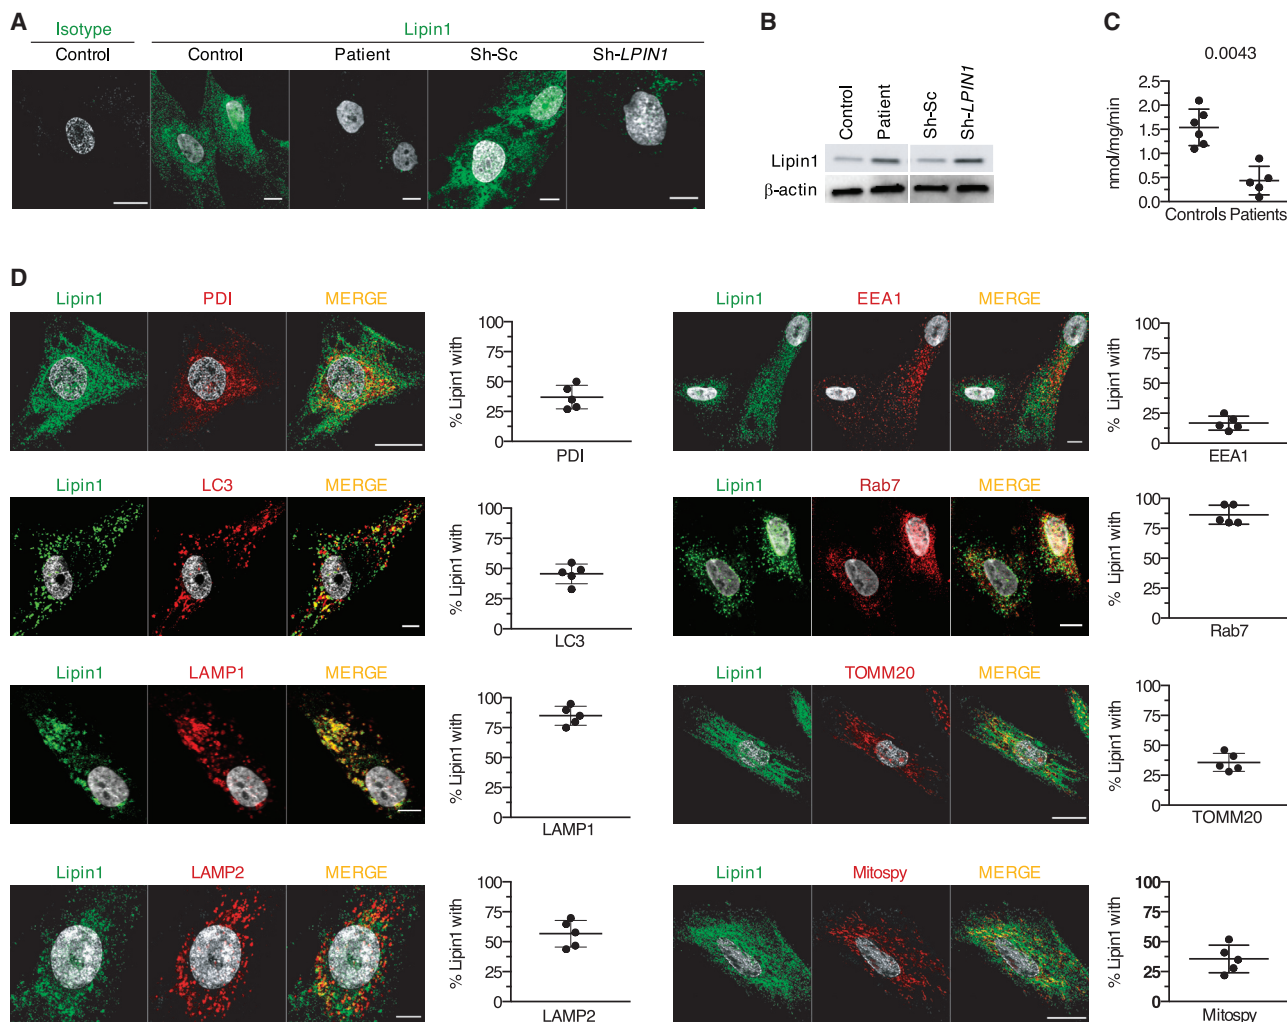 A
Isotype
Lipin1
Control
Control
Patient
Sh-Sc
Sh-LPIN1
B
Control
Patient
Sh-Sc
Sh-LPIN1
Lipin1
β-actin
C
0.0043
nmol/mg/min
2.5
2.0
1.5
1.0
0.5
0.0
Controls Patients
D
Lipin1 PDI MERGE
% Lipin1 with
100
75
50
25
0
PDI
Lipin1 EEA1 MERGE
% Lipin1 with
100
75
50
25
0
EEA1
Lipin1 LC3 MERGE
% Lipin1 with
100
75
50
25
0
LC3
Lipin1 Rab7 MERGE
% Lipin1 with
100
75
50
25
0
Rab7
Lipin1 LAMP1 MERGE
% Lipin1 with
100
75
50
25
0
LAMP1
Lipin1 TOMM20 MERGE
% Lipin1 with
100
75
50
25
0
TOMM20
Lipin1 LAMP2 MERGE
% Lipin1 with
100
75
50
25
0
LAMP2
Lipin1 Mitospy MERGE
% Lipin1 with
100
75
50
25
0
Mitospy